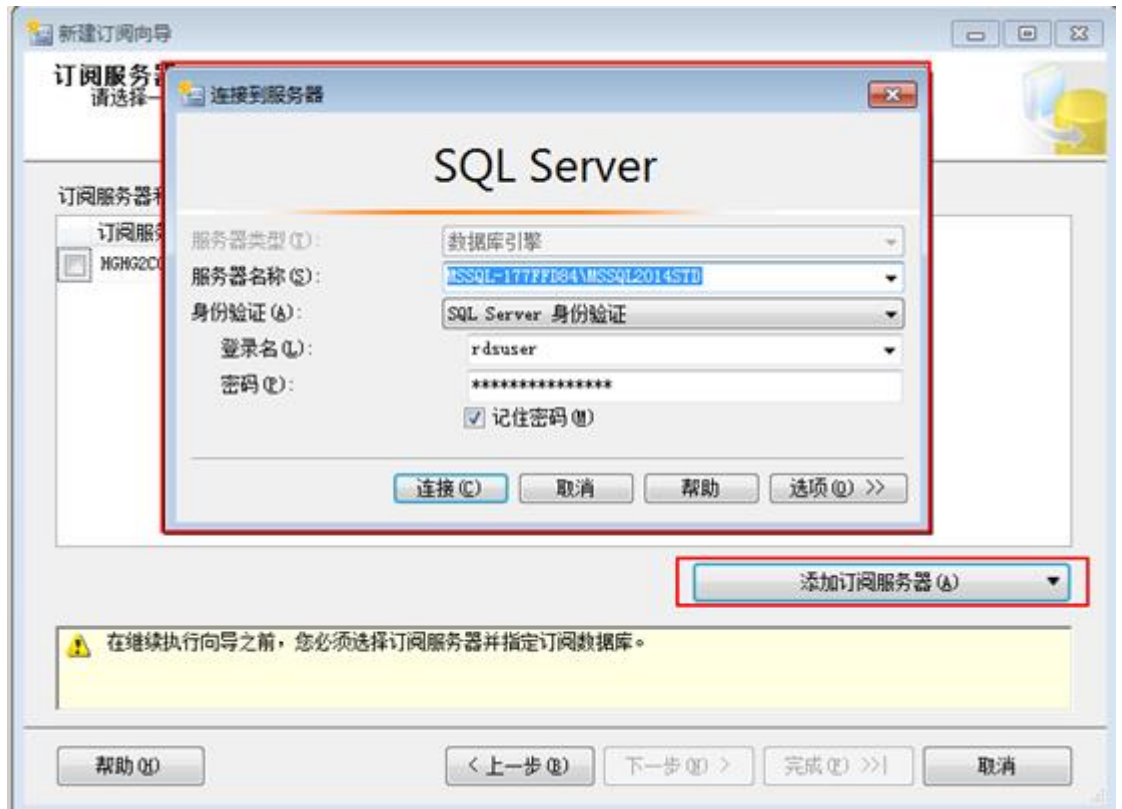 新建订阅向导
订阅服务器
请选择一
连接到服务器
SQL Server
订阅服务器和
订阅服务
MGMG2CO
服务器类型(T): 数据库引擎
服务器名称(S): MSSQL-177FFD84\MSSQL2014STD
身份验证(A): SQL Server 身份验证
登录名(L): rdsuser
密码(P): ***************
记住密码(M)
连接(C) 取消 帮助 选项(O) >>
添加订阅服务器(A)
在继续执行向导之前，您必须选择订阅服务器并指定订阅数据库。
帮助(H) < 上一步(B) 下一步(N) > 完成(F) >>| 取消